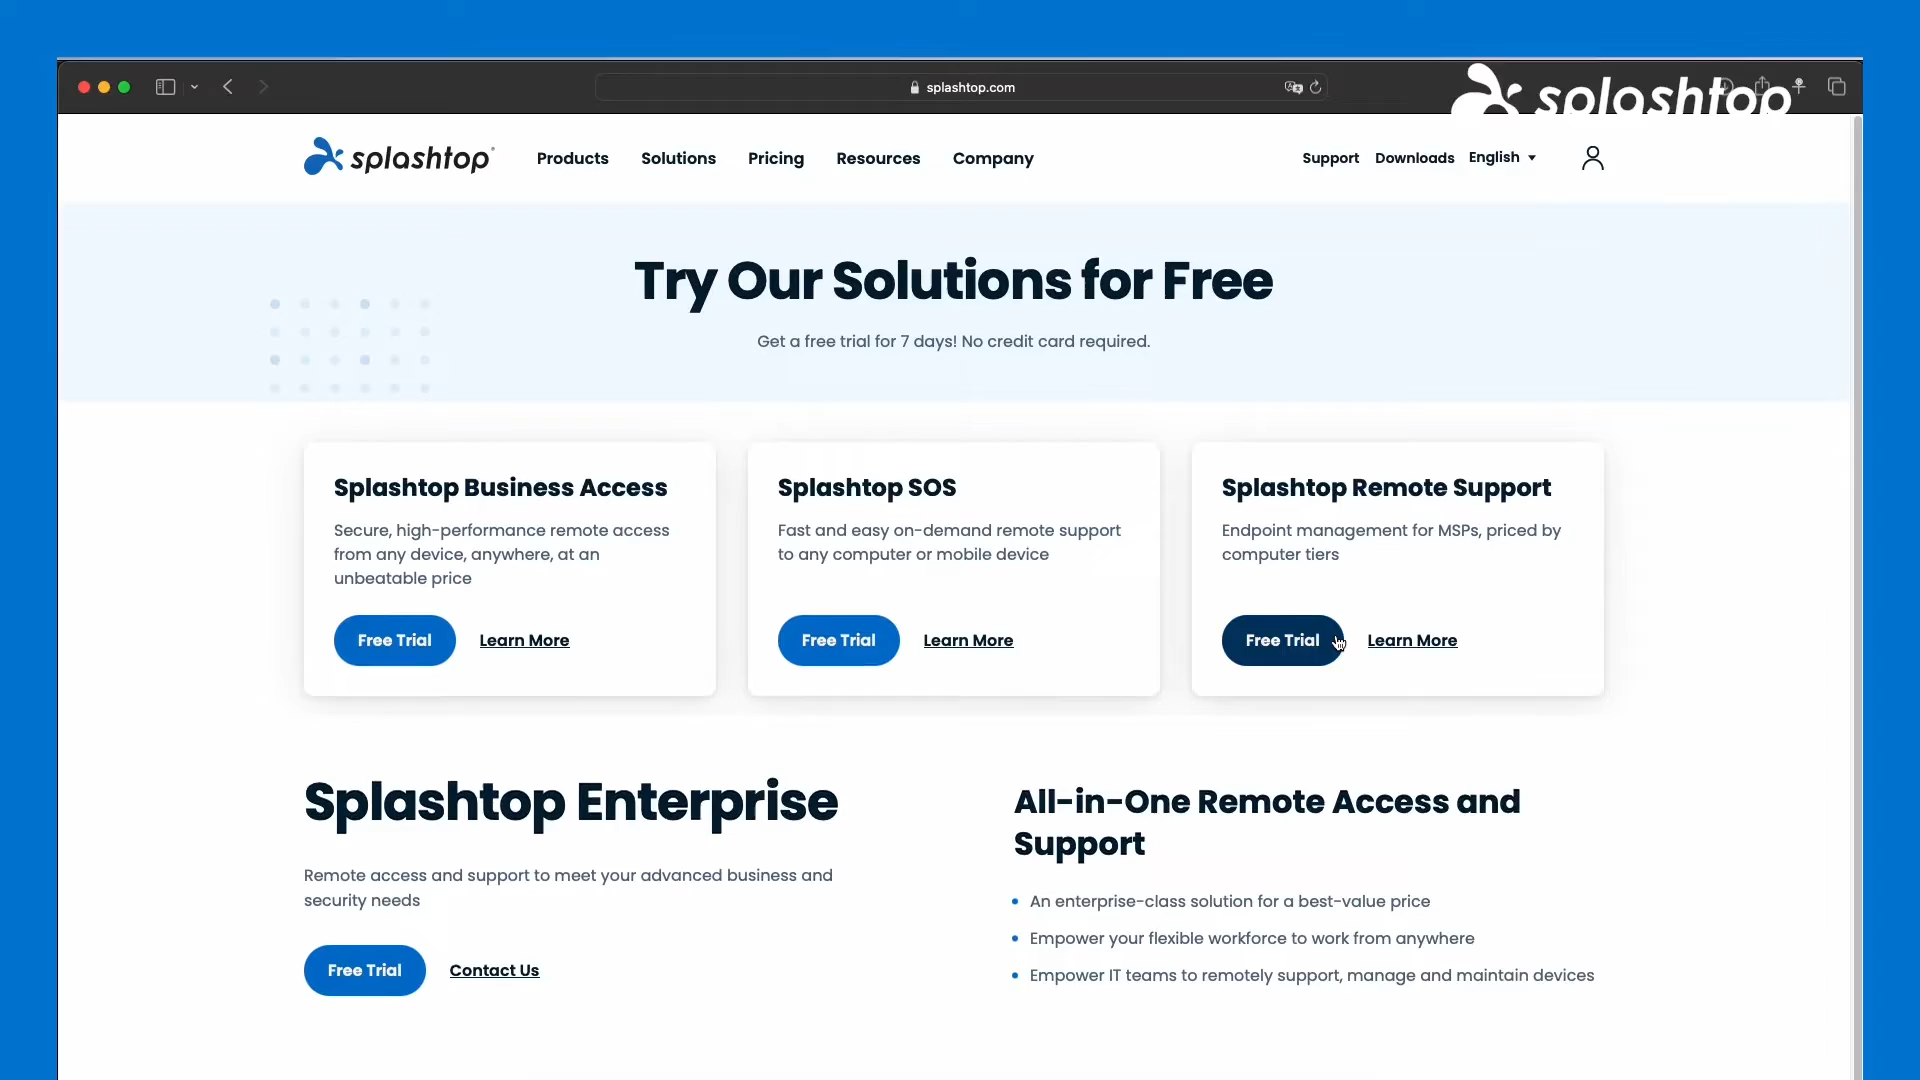 splashtop.com
splashtop
splashtop
Products
Solutions
Pricing
Resources
Company
Support
Downloads
English
Try Our Solutions for Free
Get a free trial for 7 days! No credit card required.
Splashtop Business Access
Secure, high-performance remote access
from any device, anywhere, at an
unbeatable price
Free Trial
Learn More
Splashtop SOS
Fast and easy on-demand remote support
to any computer or mobile device
Free Trial
Learn More
Splashtop Remote Support
Endpoint management for MSPs, priced by
computer tiers
Free Trial
Learn More
Splashtop Enterprise
Remote access and support to meet your advanced business and
security needs
Free Trial
Contact Us
All-in-One Remote Access and
Support
• An enterprise-class solution for a best-value price
• Empower your flexible workforce to work from anywhere
• Empower IT teams to remotely support, manage and maintain devices